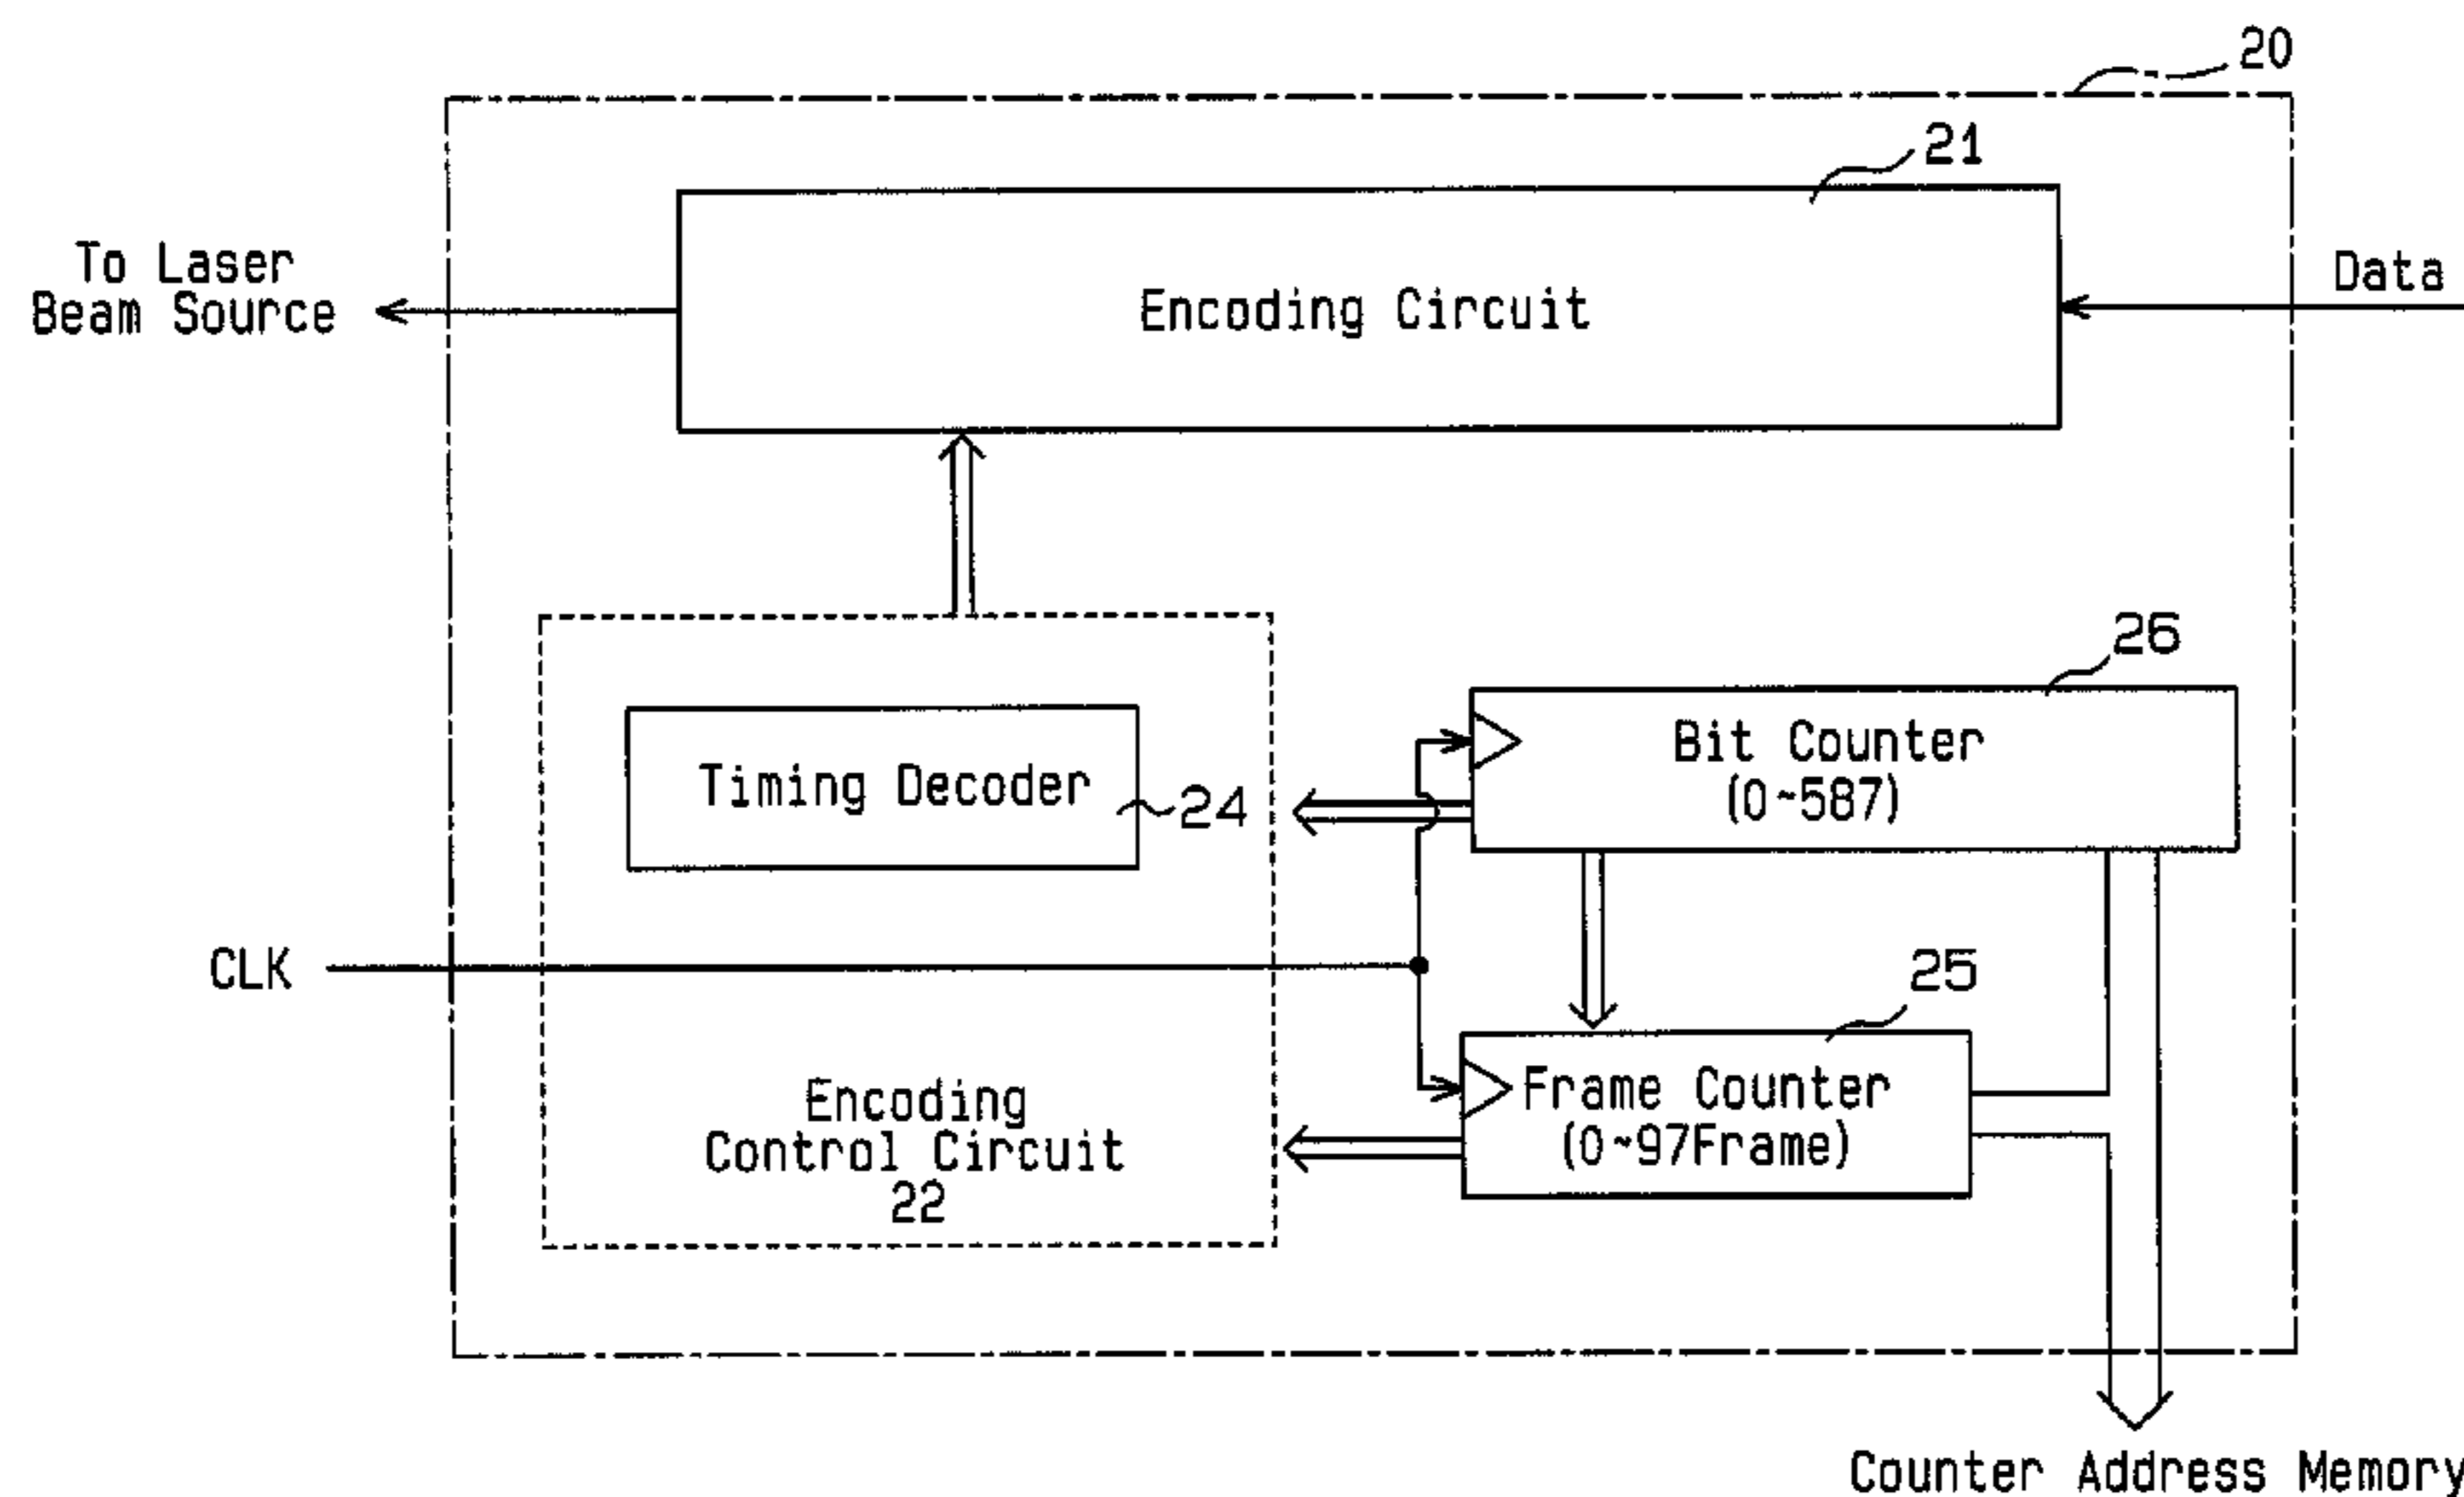 20
21
To Laser
Beam Source
Encoding Circuit
Data
26
Bit Counter
(0~587)
Timing Decoder
24
CLK
25
Frame Counter
(0~97Frame)
Encoding
Control Circuit
22
Counter Address Memory